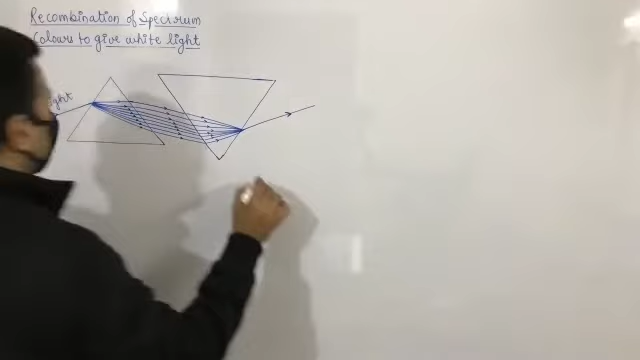 Recombination of Spectrum
Colours to give white light